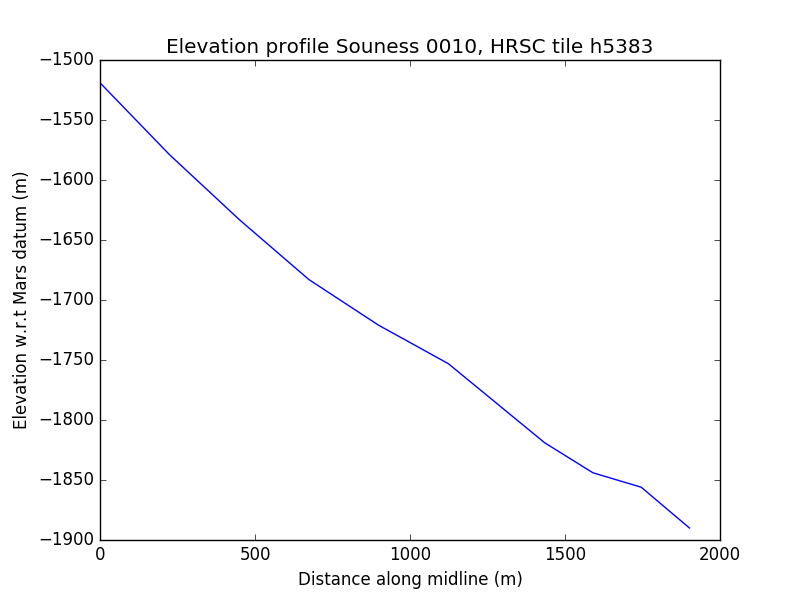 Elevation profile Souness 0010, HRSC tile h5383
−1500
−1550
−1600
−1650
−1700
−1750
−1800
−1850
−1900
Elevation w.r.t Mars datum (m)
0 500 1000 1500 2000
Distance along midline (m)